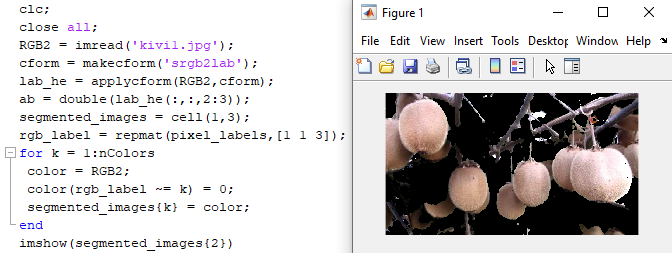 clc;
close all;
RGB2 = imread('kivi1.jpg');
cform = makecform('srgb2lab');
lab_he = applycform(RGB2,cform);
ab = double(lab_he(:,:,2:3));
segmented_images = cell(1,3);
rgb_label = repmat(pixel_labels,[1 1 3]);
for k = 1:nColors
color = RGB2;
color(rgb_label ~= k) = 0;
segmented_images{k} = color;
end
imshow(segmented_images{2})
Figure 1
File Edit View Insert Tools Desktop Window Help